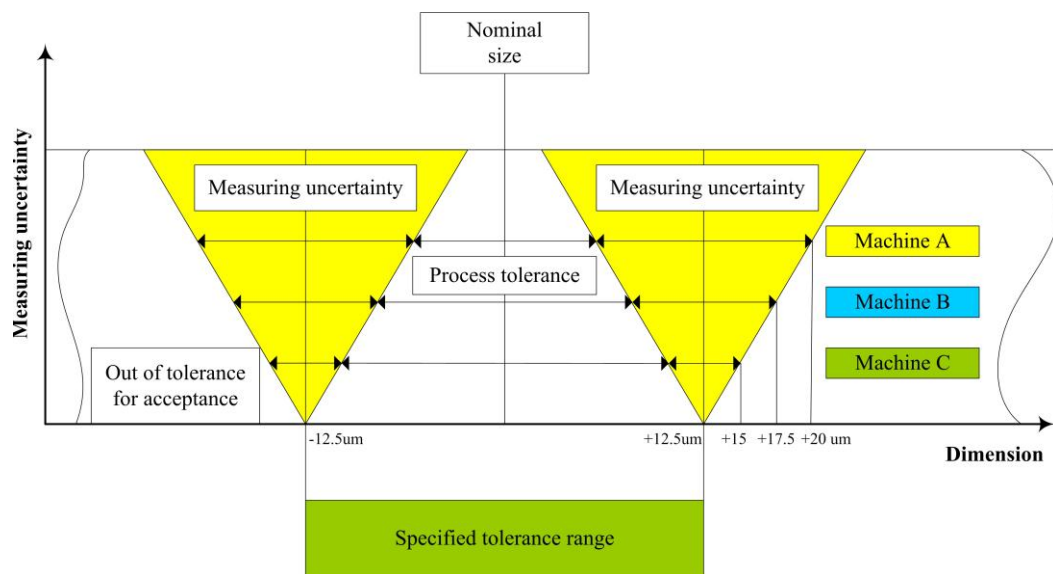 Nominal
size
Measuring uncertainty
Measuring uncertainty
Measuring uncertainty
Machine A
Process tolerance
Machine B
Out of tolerance
for acceptance
Machine C
-12.5um
+12.5um
+15
+17.5
+20 um
Dimension
Specified tolerance range